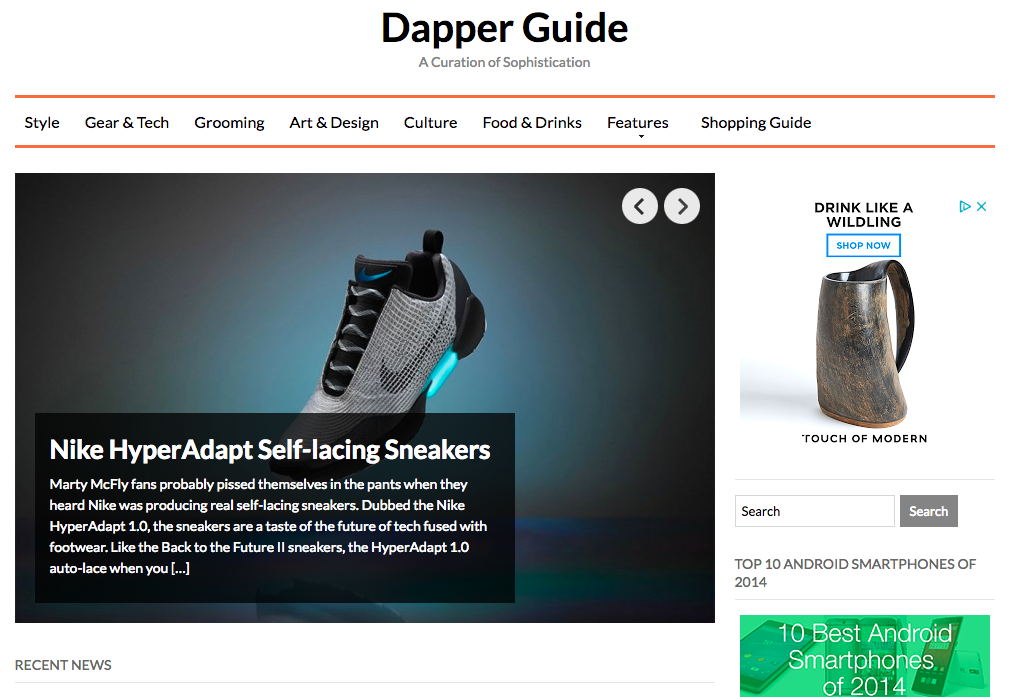 Dapper Guide
A Curation of Sophistication
Style Gear & Tech Grooming Art & Design Culture Food & Drinks Features Shopping Guide
Nike HyperAdapt Self-lacing Sneakers
Marty McFly fans probably pissed themselves in the pants when they
heard Nike was producing real self-lacing sneakers. Dubbed the Nike
HyperAdapt 1.0, the sneakers are a taste of the future of tech fused with
footwear. Like the Back to the Future II sneakers, the HyperAdapt 1.0
auto-lace when you [...]
RECENT NEWS
DRINK LIKE A
WILDLING
SHOP NOW
TOUCH OF MODERN
Search Search
TOP 10 ANDROID SMARTPHONES OF
2014
10 Best Android
Smartphones
of 2014